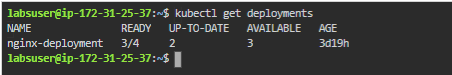 labsuser@ip-172-31-25-37:~$ kubectl get deployments
NAME READY UP-TO-DATE AVAILABLE AGE
nginx-deployment 3/4 2 3 3d19h
labsuser@ip-172-31-25-37:~$